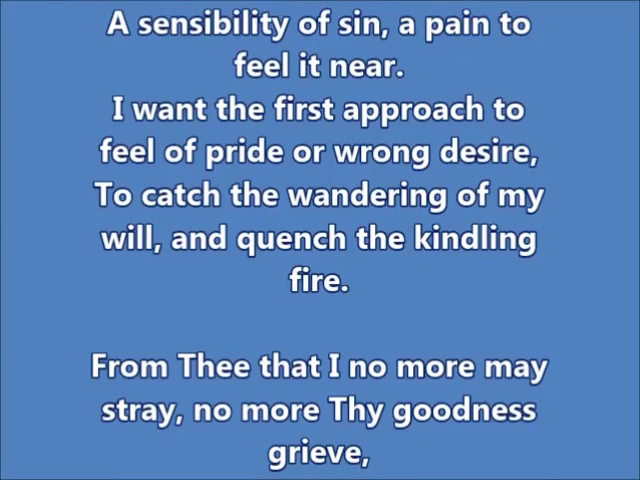 A sensibility of sin, a pain to
feel it near.
I want the first approach to
feel of pride or wrong desire,
To catch the wandering of my
will, and quench the kindling
fire.
From Thee that I no more may
stray, no more Thy goodness
grieve,